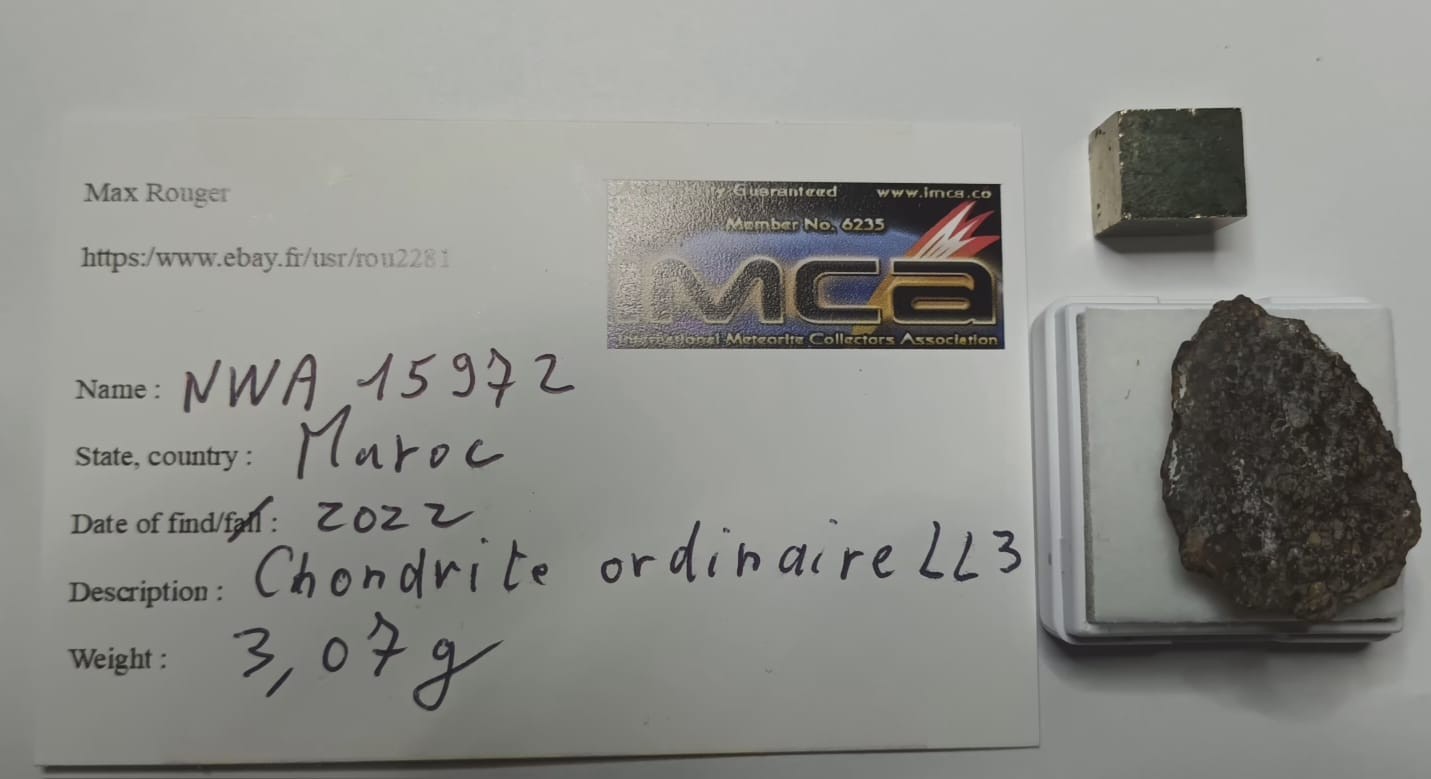 Max Rouger
https:/www.ebay.fr/usr/rou2281
Guaranteed www.imca.co
Member No. 6235
imca
International Meteorite Collectors Association
Name : NWA 15972
State, country : Maroc
Date of find/fall : 2022
Description : Chondrite ordinaire LL3
Weight : 3,07 g